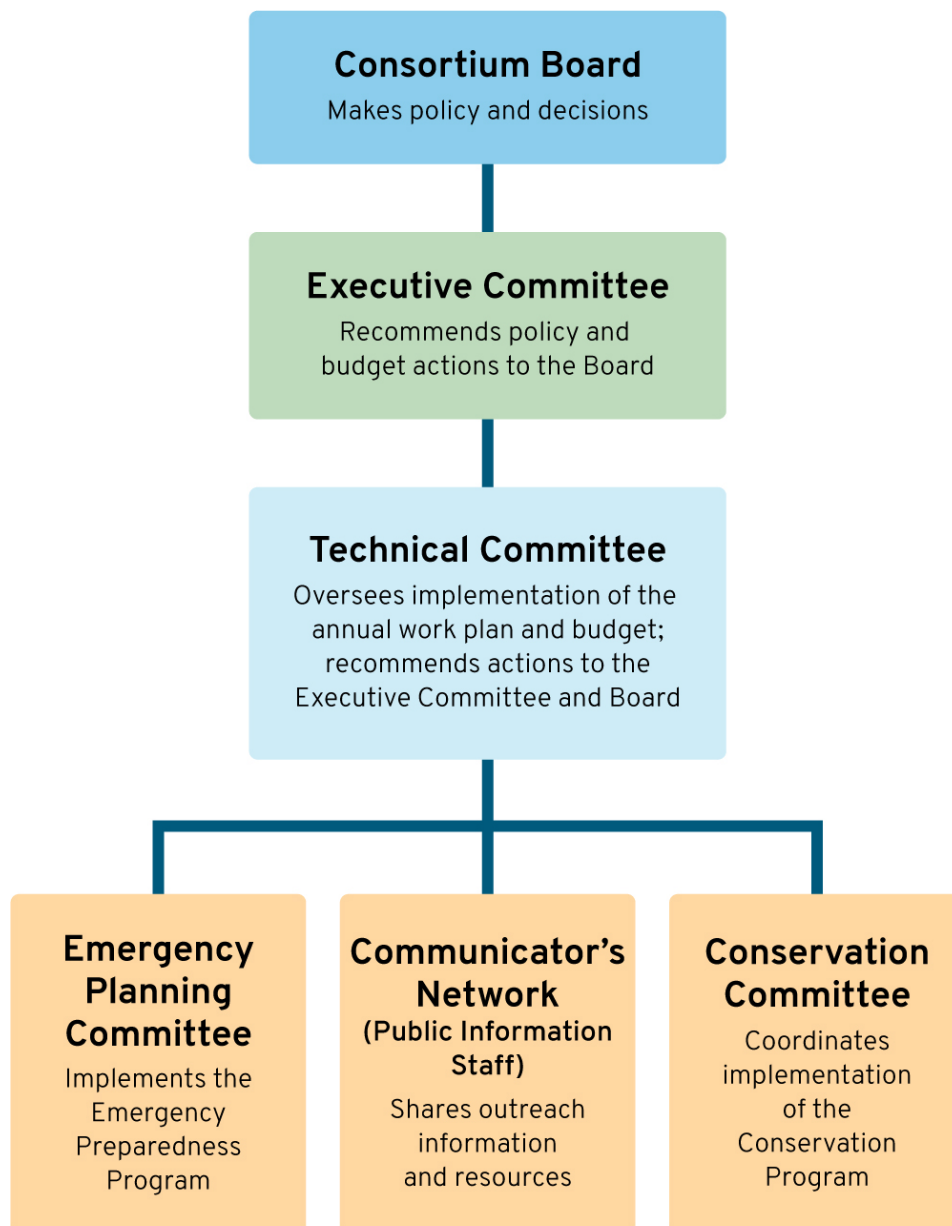 Consortium Board
Makes policy and decisions
Executive Committee
Recommends policy and
budget actions to the Board
Technical Committee
Oversees implementation of the
annual work plan and budget;
recommends actions to the
Executive Committee and Board
Emergency
Planning
Committee
Implements the
Emergency
Preparedness
Program
Communicator’s
Network
(Public Information
Staff)
Shares outreach
information
and resources
Conservation
Committee
Coordinates
implementation
of the
Conservation
Program